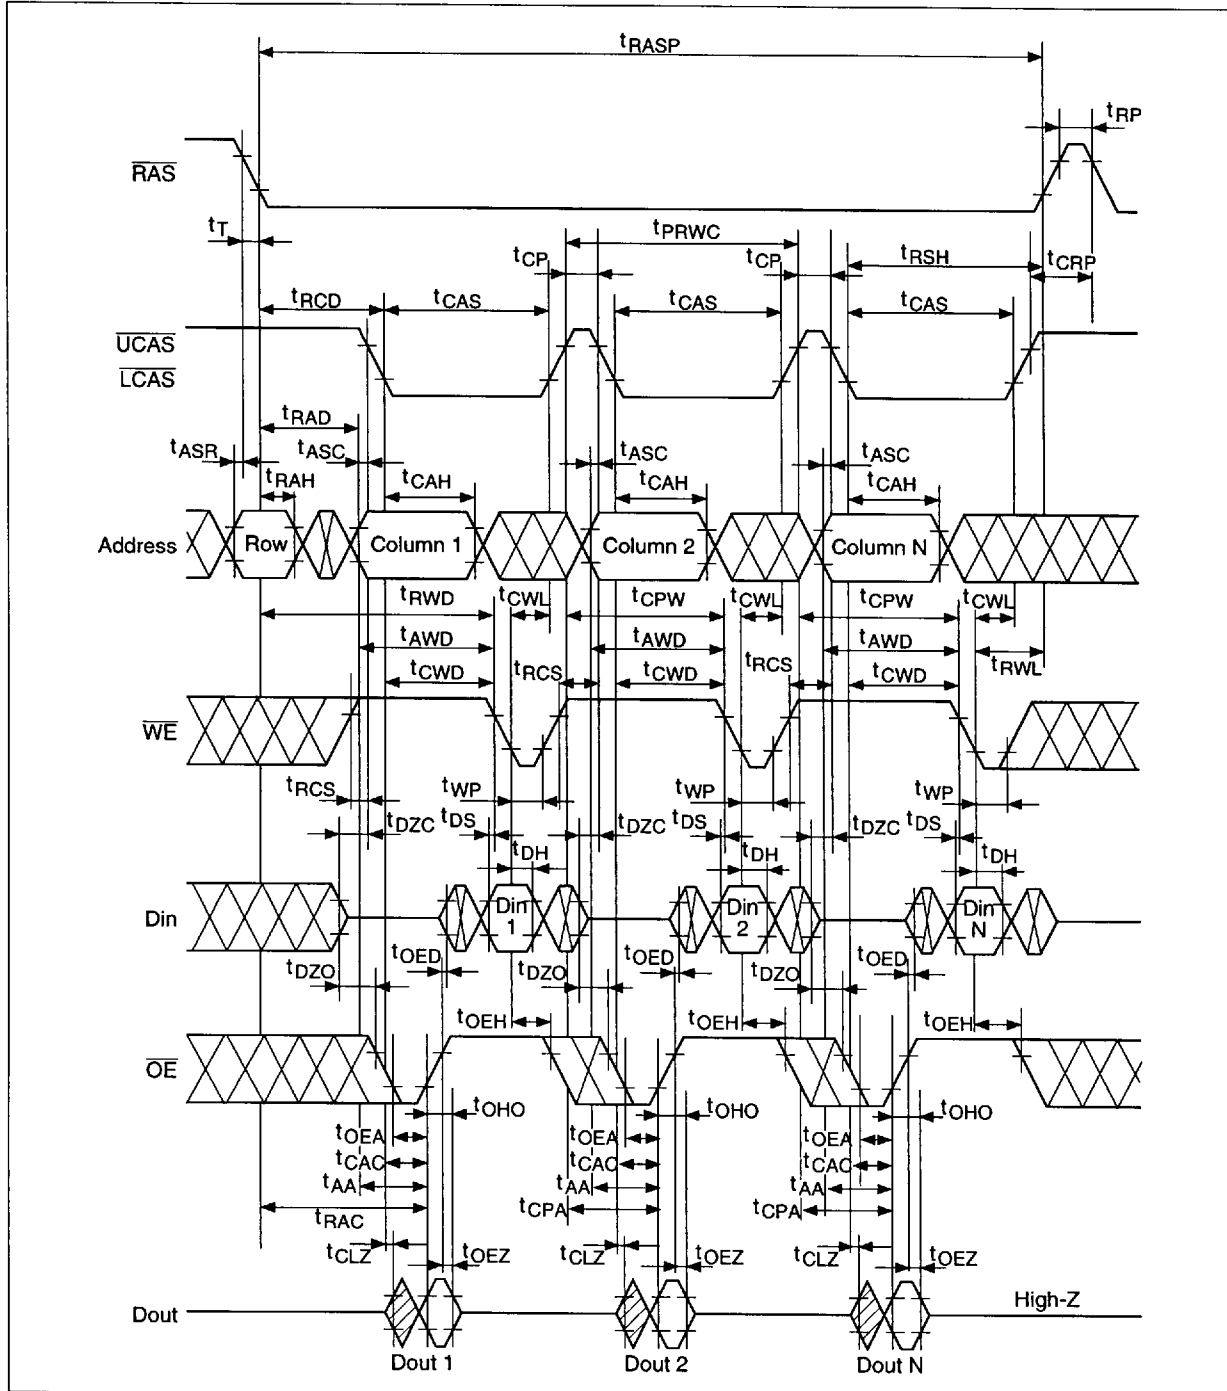 tRASP
tRP
RAS
tT
tPRWC
tCP
tCP
tRSH
tCRP
tRCD
tCAS
tCAS
tCAS
UCAS
LCAS
tRAD
tASR
tASC
tASC
tASC
tRAH
tCAH
tCAH
tCAH
Address
Row
Column 1
Column 2
Column N
tRWD
tCWL
tCPW
tCWL
tCPW
tCWL
tAWD
tAWD
tAWD
tRWL
tCWD
tRCS
tCWD
tRCS
tCWD
WE
tRCS
tWP
tWP
tWP
tDZC
tDS
tDZC
tDS
tDZC
tDS
tDH
tDH
tDH
Din
Din 1
Din 2
Din N
tDZO
tOED
tDZO
tOED
tDZO
tOED
tOEH
tOEH
tOEH
OE
tOHO
tOHO
tOHO
tOEA
tOEA
tOEA
tCAC
tCAC
tCAC
tAA
tAA
tAA
tRAC
tCPA
tCPA
tCLZ
tOEZ
tCLZ
tOEZ
tCLZ
tOEZ
Dout
High-Z
Dout 1
Dout 2
Dout N